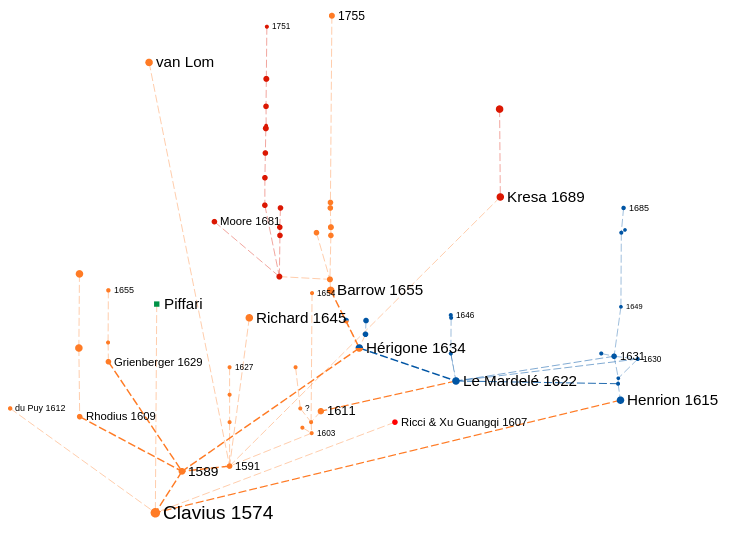 1755
1751
van Lom
Kresa 1689
1685
Moore 1681
Barrow 1655
1655
1654
Piffari
1649
1646
Richard 1645
Hérigone 1634
1631
1630
Grienberger 1629
1627
Le Mardelé 1622
Henrion 1615
du Puy 1612
?
1611
Rhodius 1609
Ricci & Xu Guangqi 1607
1603
1591
1589
Clavius 1574